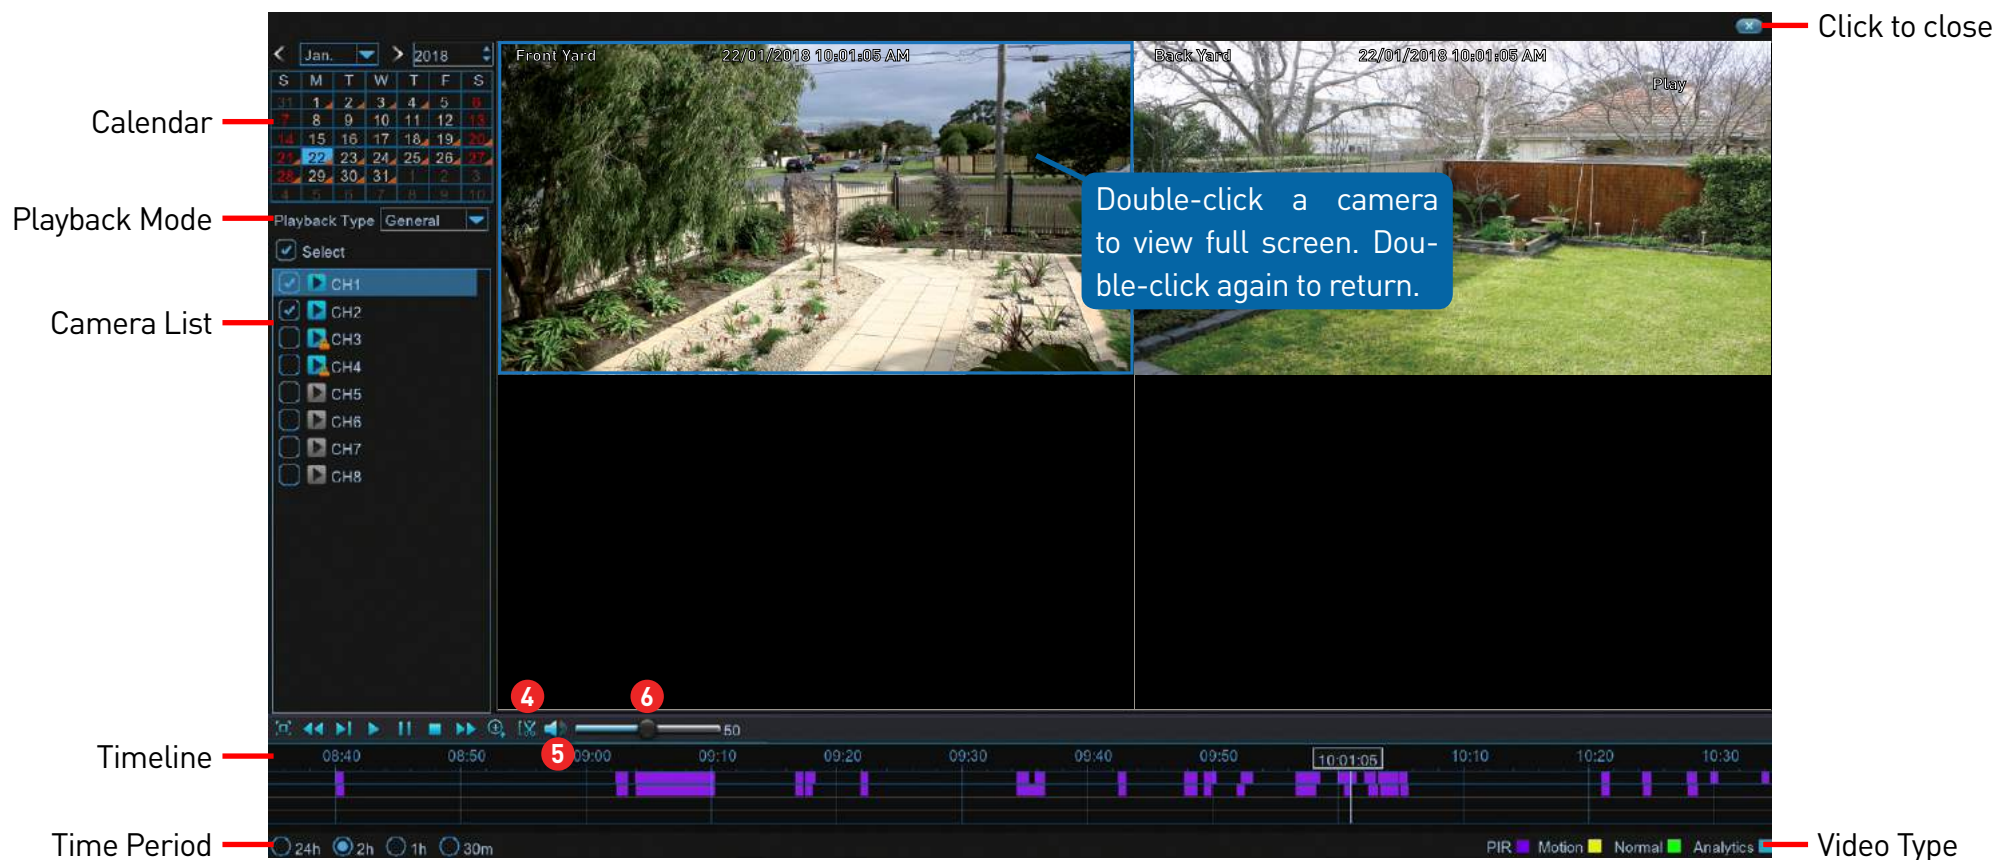 Click to close
Jan. 2018
Front Yard 22/01/2018 10:01:05 AM
Back Yard 22/01/2018 10:01:05 AM
Play
S M T W T F S
31 1 2 3 4 5 6
7 8 9 10 11 12 13
14 15 16 17 18 19 20
21 22 23 24 25 26 27
28 29 30 31 1 2 3
4 5 6 7 8 9 10
Calendar
Playback Mode
Playback Type General
Select
Camera List
CH1
CH2
CH3
CH4
CH5
CH6
CH7
CH8
Double-click a camera
to view full screen. Dou-
ble-click again to return.
4 6
50
5
Timeline
08:40 08:50 09:00 09:10 09:20 09:30 09:40 09:50 10:01:05 10:10 10:20 10:30
Time Period
24h 2h 1h 30m
PIR Motion Normal Analytics
Video Type